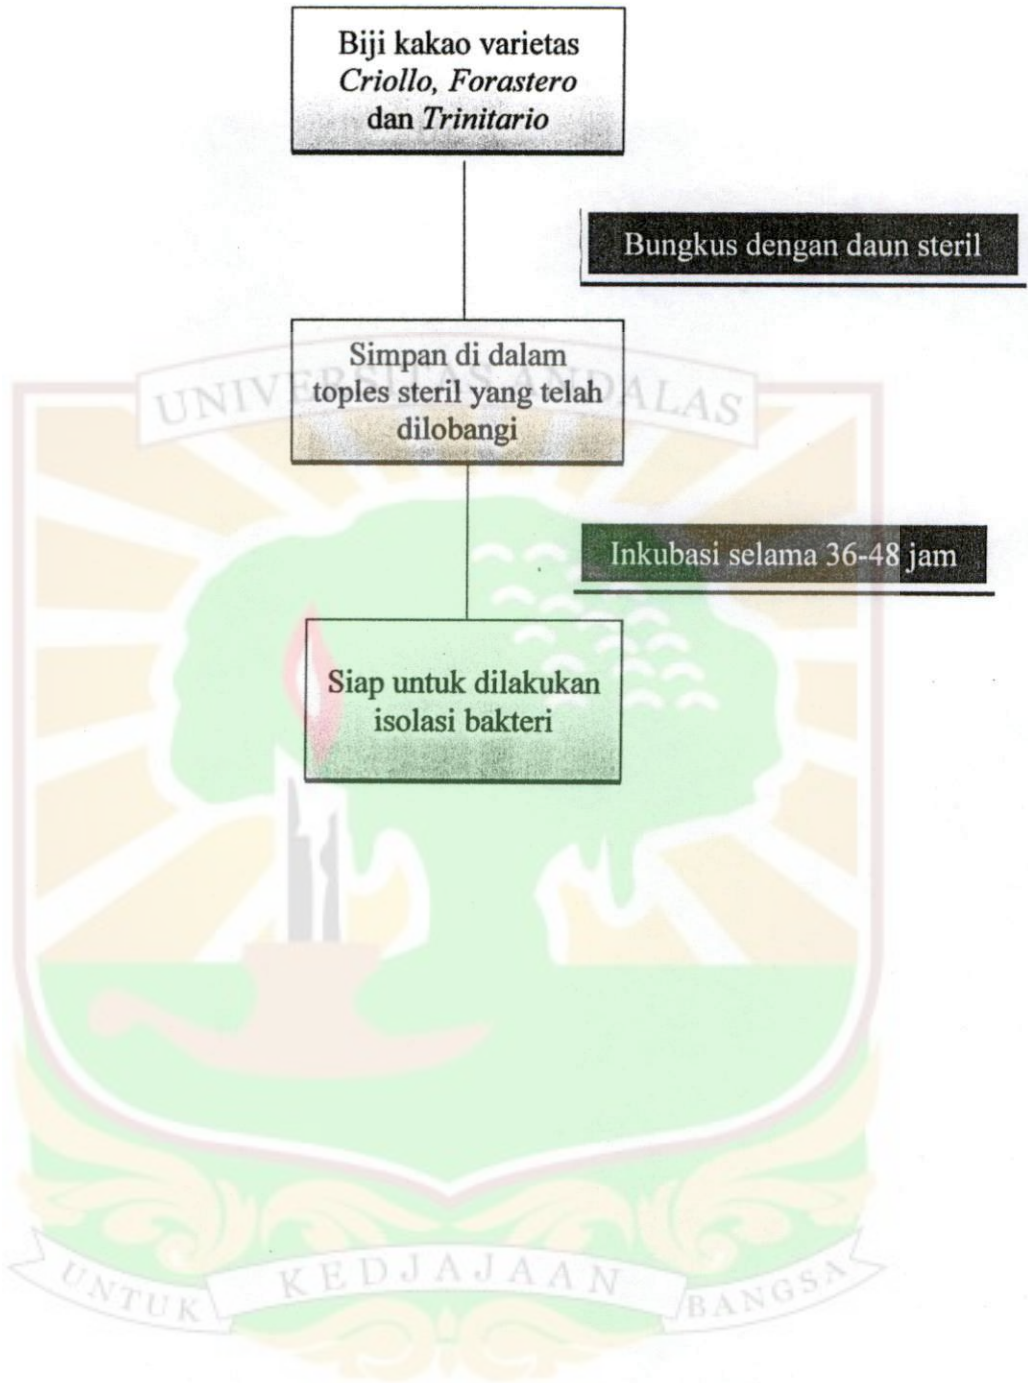 Biji kakao varietas
Criollo, Forastero
dan Trinitario
Bungkus dengan daun steril
Simpan di dalam
toples steril yang telah
dilobangi
UNIVERSITAS ANDALAS
Inkubasi selama 36-48 jam
Siap untuk dilakukan
isolasi bakteri
UNTUK KEDJAJAAN BANGSA